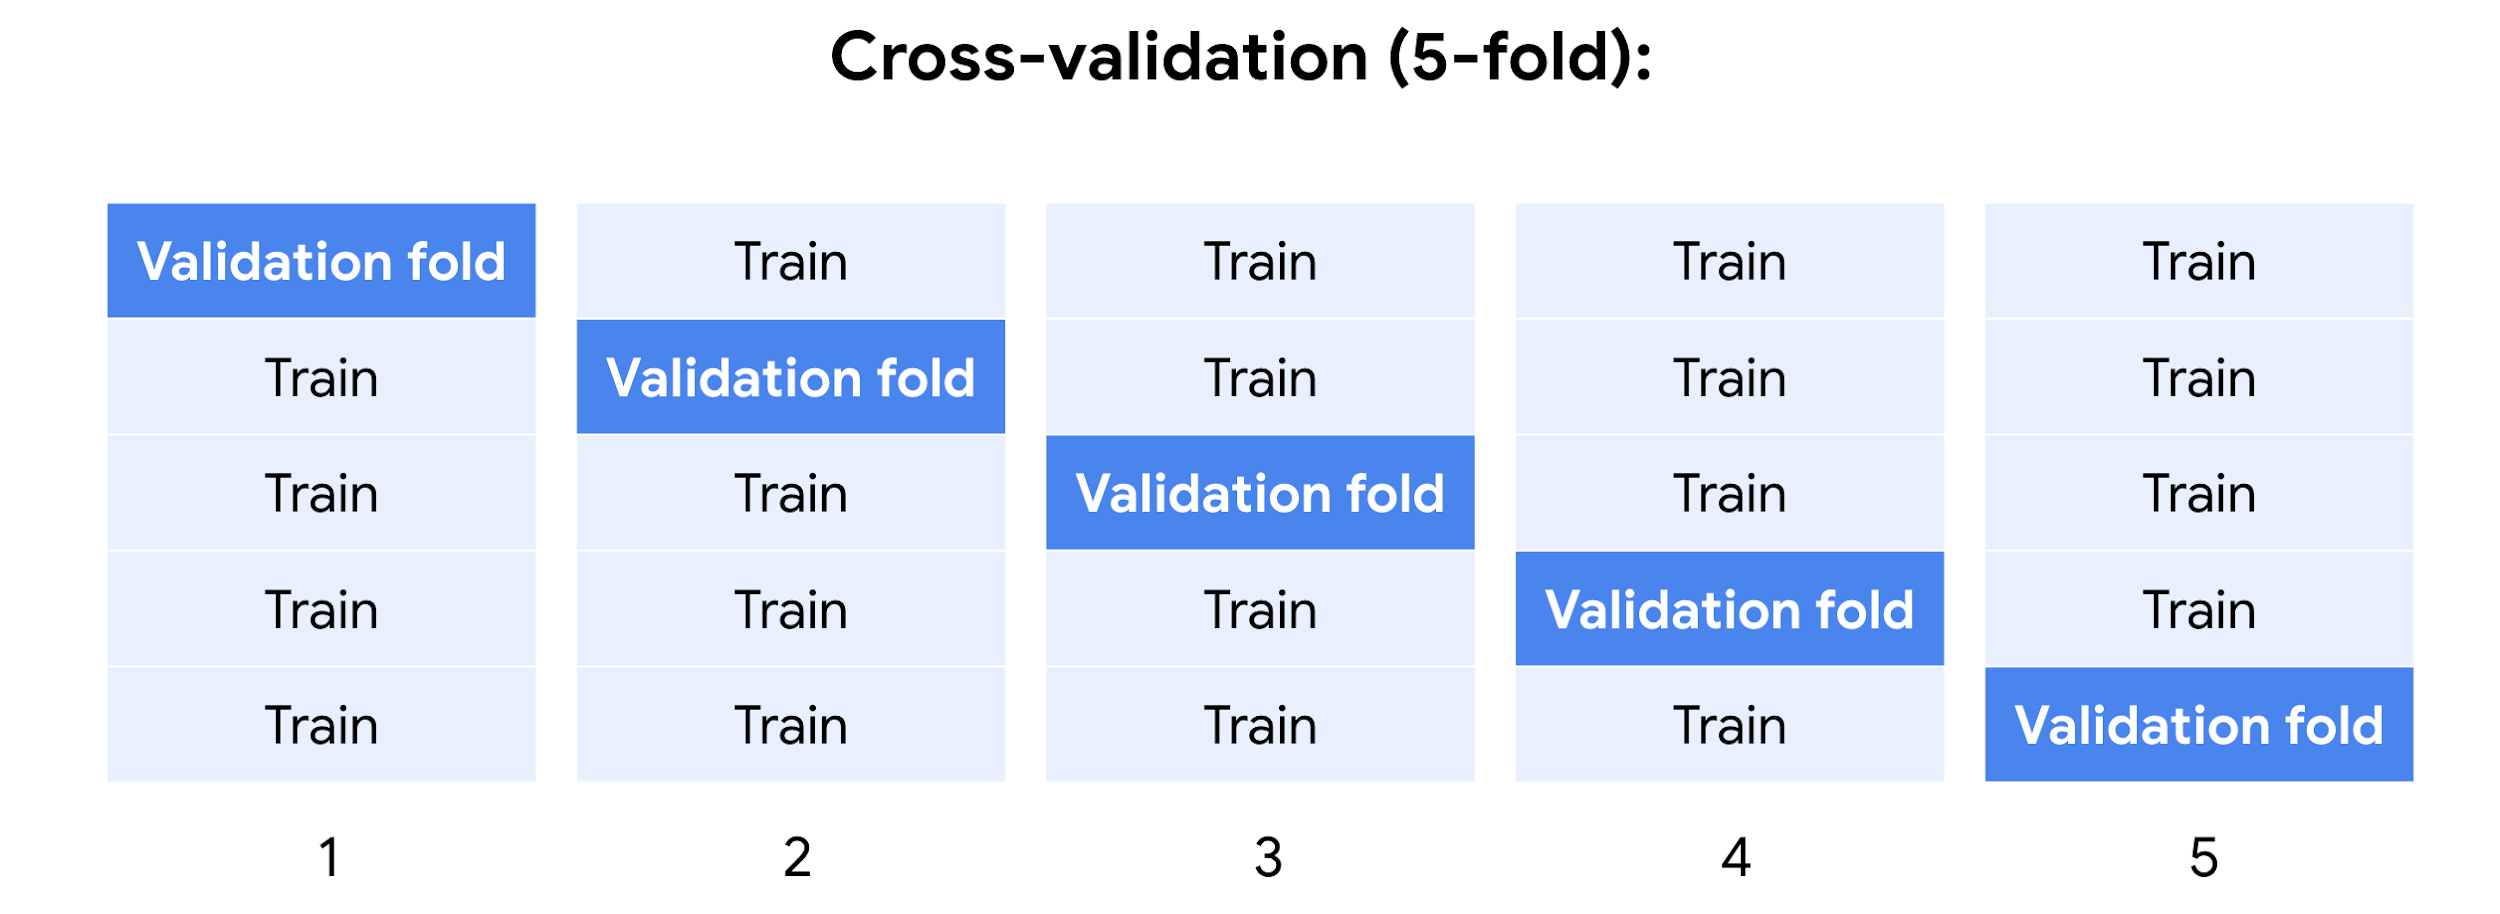 Cross-validation (5-fold):
Validation fold Train Train Train Train
Train Validation fold Train Train Train
Train Train Validation fold Train Train
Train Train Train Validation fold Train
Train Train Train Train Validation fold
1 2 3 4 5